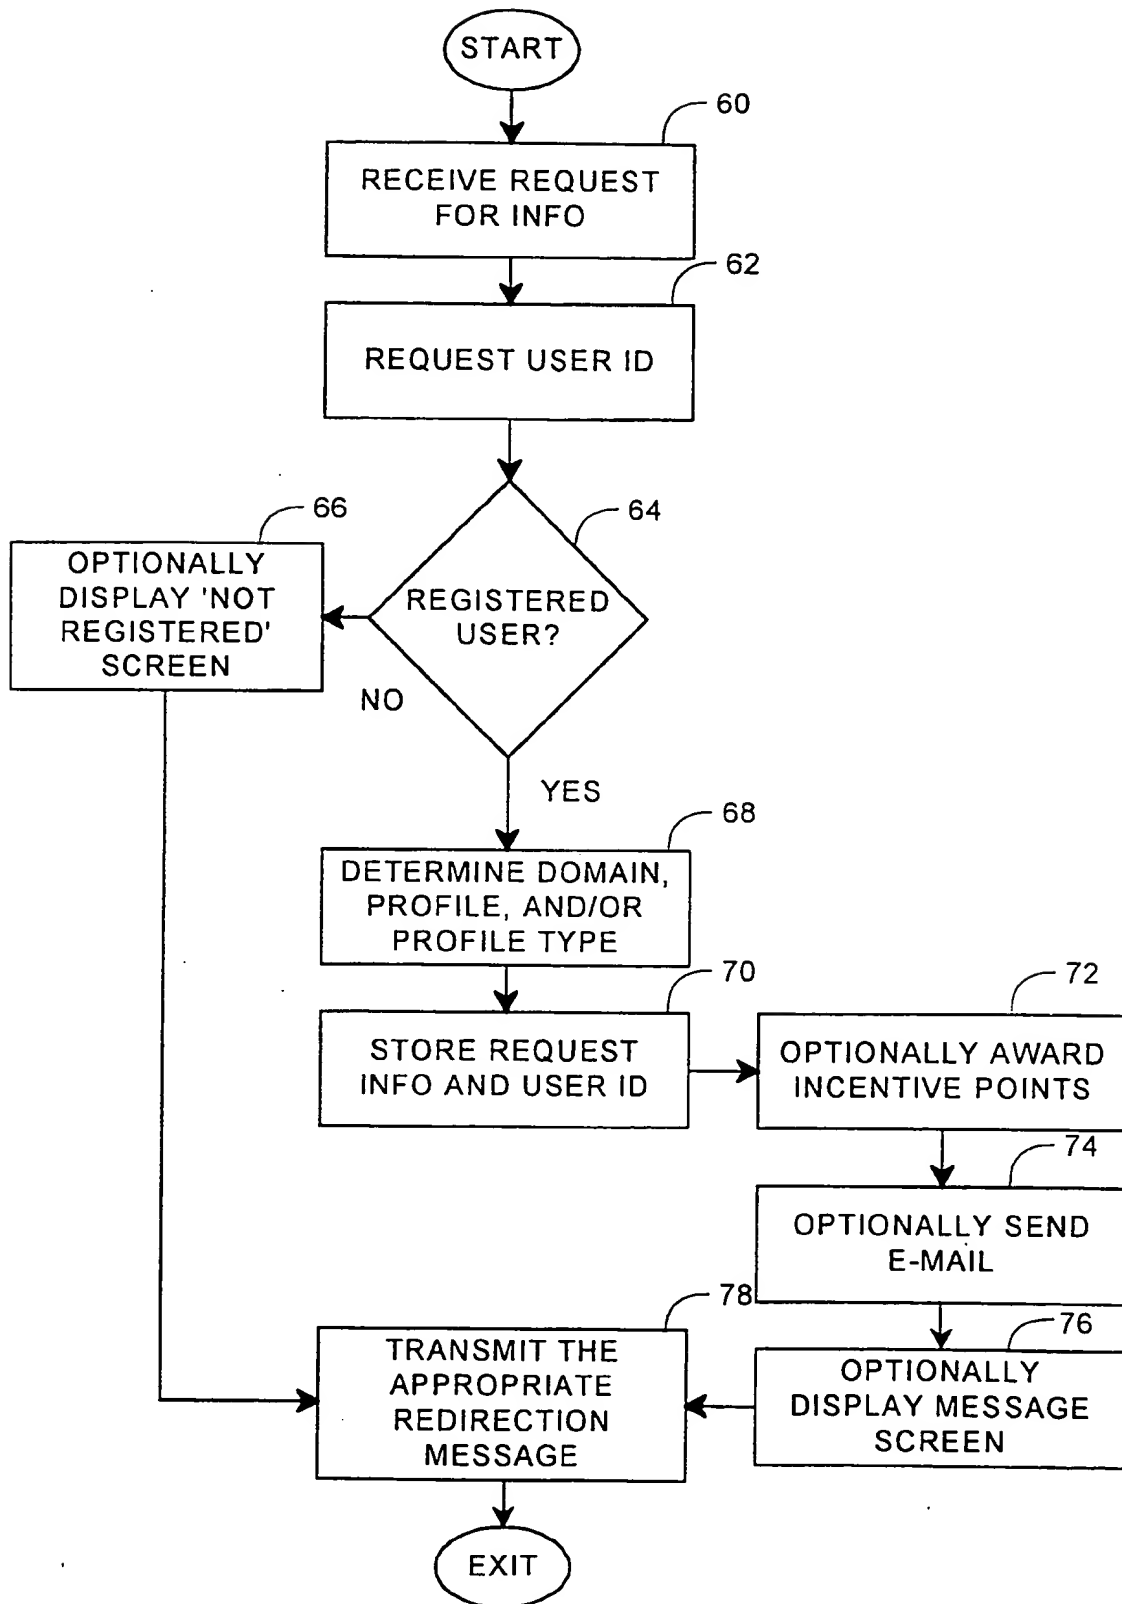 START
60
RECEIVE REQUEST
FOR INFO
62
REQUEST USER ID
64
REGISTERED
USER?
66
OPTIONALLY
DISPLAY 'NOT
REGISTERED'
SCREEN
NO
YES
68
DETERMINE DOMAIN,
PROFILE, AND/OR
PROFILE TYPE
70
STORE REQUEST
INFO AND USER ID
72
OPTIONALLY AWARD
INCENTIVE POINTS
74
OPTIONALLY SEND
E-MAIL
76
OPTIONALLY
DISPLAY MESSAGE
SCREEN
78
TRANSMIT THE
APPROPRIATE
REDIRECTION
MESSAGE
EXIT